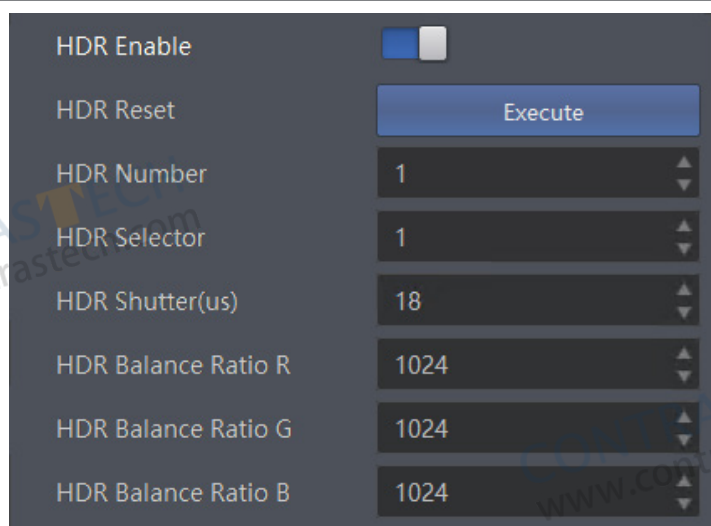 HDR Enable
HDR Reset Execute
HDR Number 1
HDR Selector 1
HDR Shutter(us) 18
HDR Balance Ratio R 1024
HDR Balance Ratio G 1024
HDR Balance Ratio B 1024